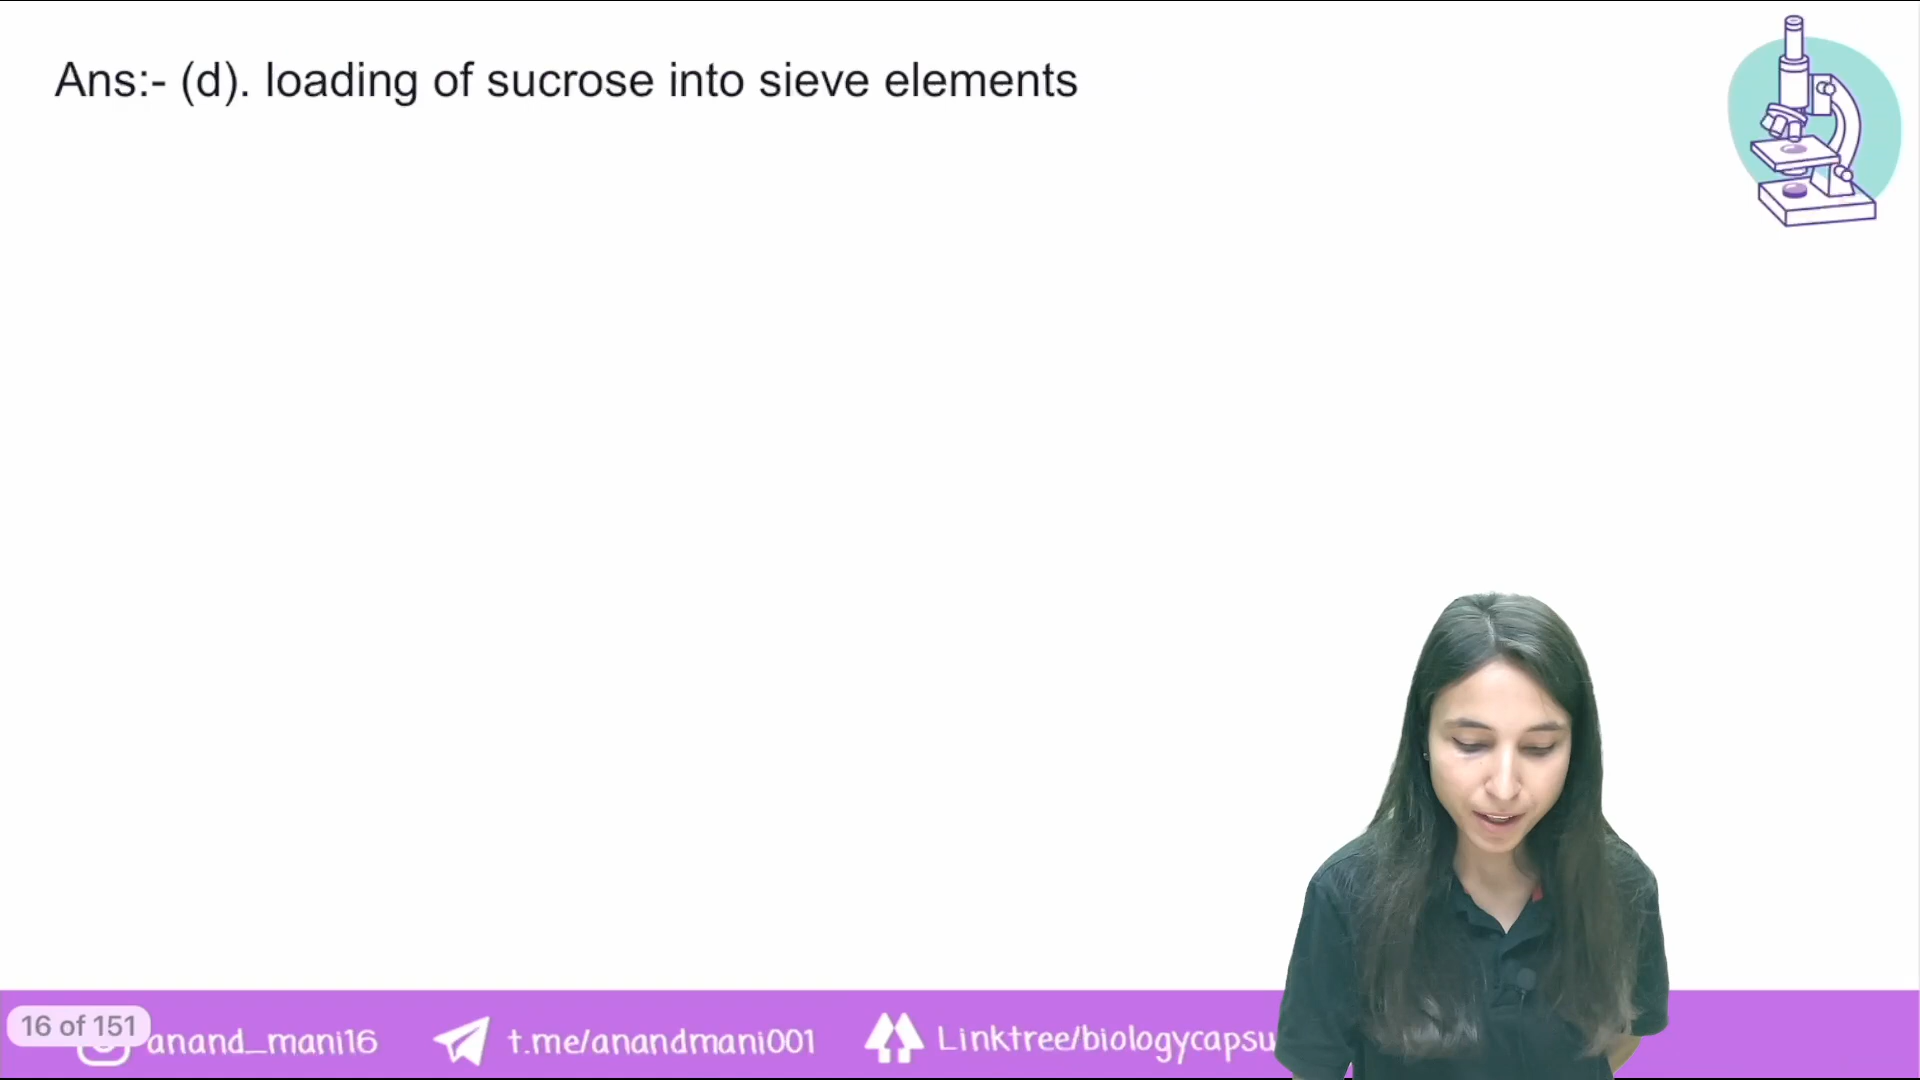 Ans:- (d). loading of sucrose into sieve elements
16 of 151
anand_mani16
t.me/anandmani001
Linktree/biologycapsu